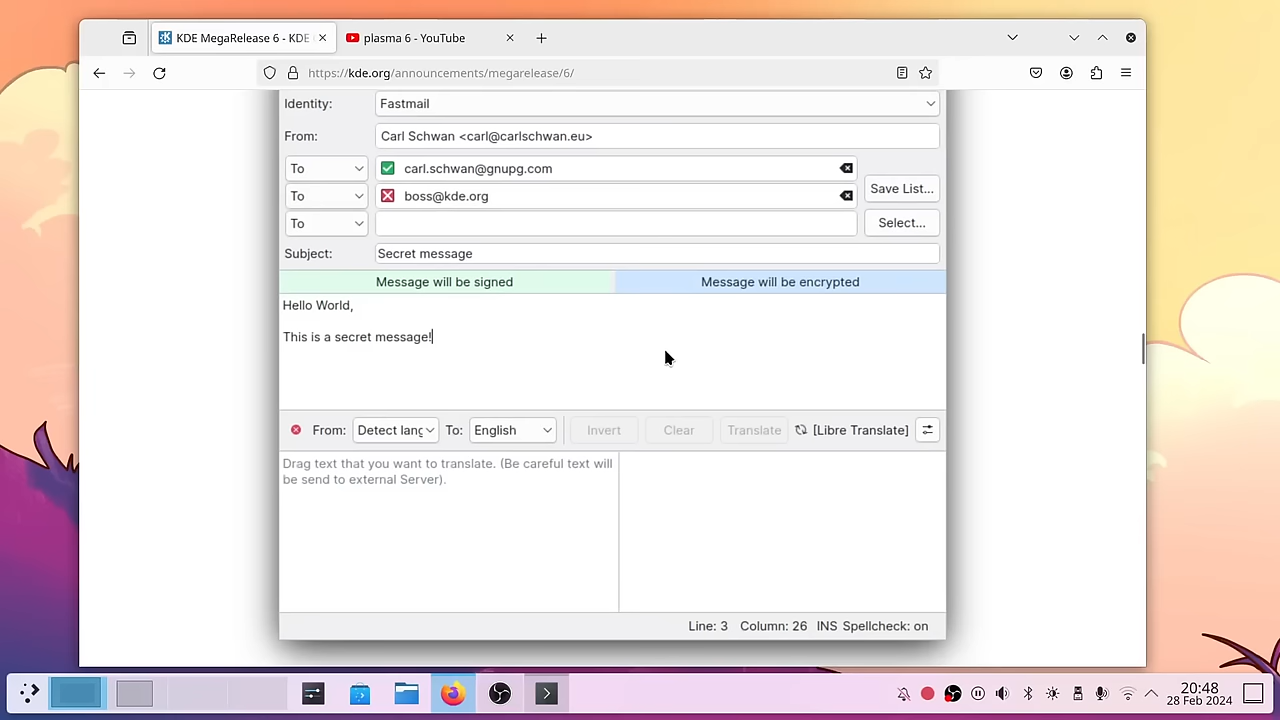 KDE MegaRelease 6 - KDE
plasma 6 - YouTube
https://kde.org/announcements/megarelease/6/
Identity: Fastmail
From: Carl Schwan <carl@carlschwan.eu>
To carl.schwan@gnupg.com
To boss@kde.org
Save List...
To
Select...
Subject: Secret message
Message will be signed Message will be encrypted
Hello World,
This is a secret message!
From: Detect lang To: English Invert Clear Translate [Libre Translate]
Drag text that you want to translate. (Be careful text will
be send to external Server).
Line: 3 Column: 26 INS Spellcheck: on
20:48
28 Feb 2024